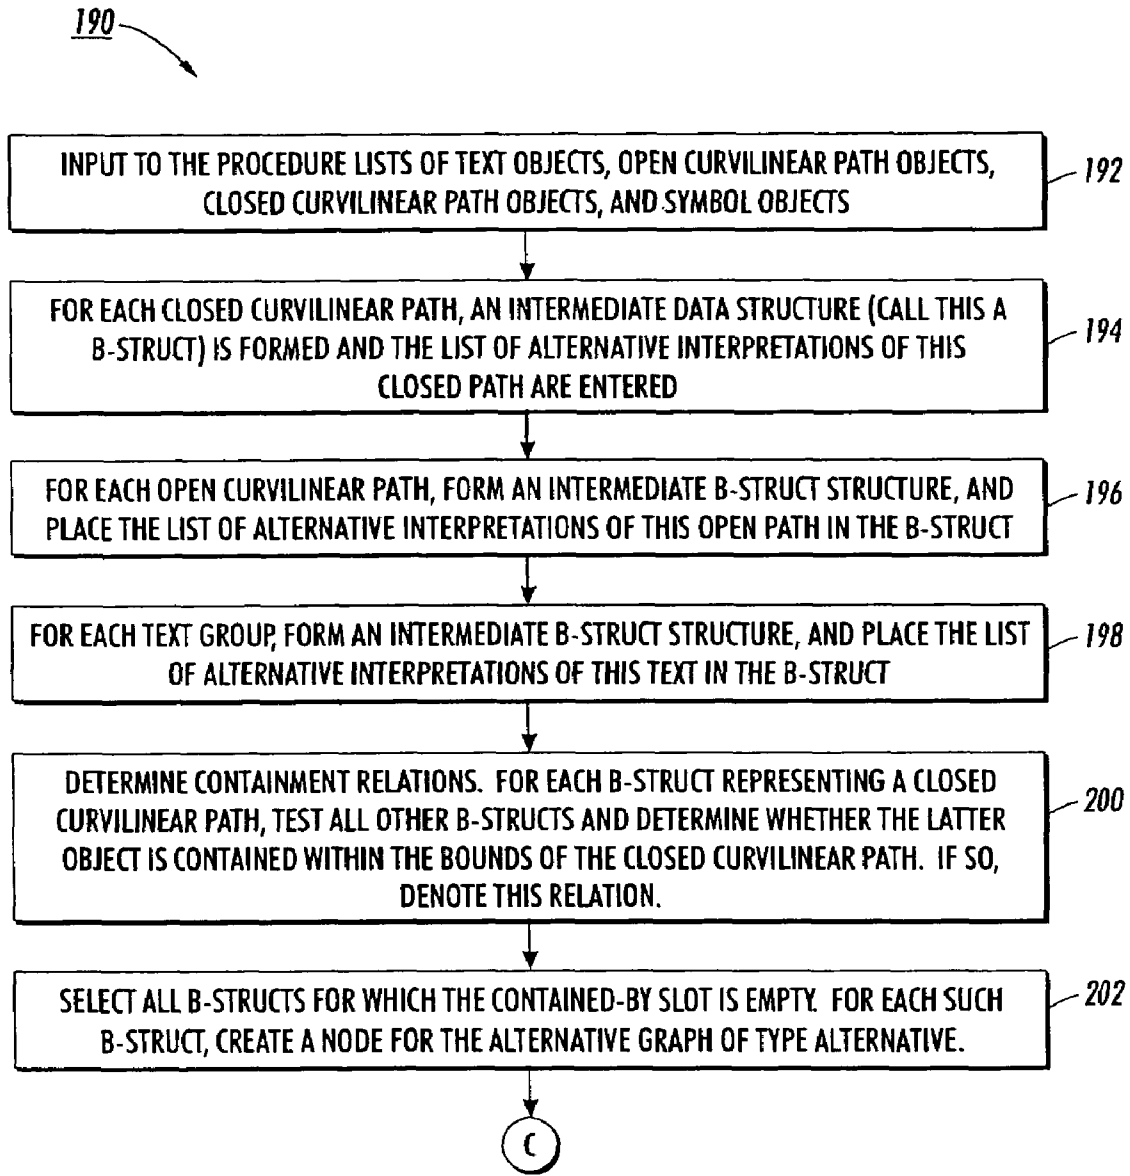 190
INPUT TO THE PROCEDURE LISTS OF TEXT OBJECTS, OPEN CURVILINEAR PATH OBJECTS,
CLOSED CURVILINEAR PATH OBJECTS, AND SYMBOL OBJECTS
192
FOR EACH CLOSED CURVILINEAR PATH, AN INTERMEDIATE DATA STRUCTURE (CALL THIS A
B-STRUCT) IS FORMED AND THE LIST OF ALTERNATIVE INTERPRETATIONS OF THIS
CLOSED PATH ARE ENTERED
194
FOR EACH OPEN CURVILINEAR PATH, FORM AN INTERMEDIATE B-STRUCT STRUCTURE, AND
PLACE THE LIST OF ALTERNATIVE INTERPRETATIONS OF THIS OPEN PATH IN THE B-STRUCT
196
FOR EACH TEXT GROUP, FORM AN INTERMEDIATE B-STRUCT STRUCTURE, AND PLACE THE LIST
OF ALTERNATIVE INTERPRETATIONS OF THIS TEXT IN THE B-STRUCT
198
DETERMINE CONTAINMENT RELATIONS. FOR EACH B-STRUCT REPRESENTING A CLOSED
CURVILINEAR PATH, TEST ALL OTHER B-STRUCTS AND DETERMINE WHETHER THE LATTER
OBJECT IS CONTAINED WITHIN THE BOUNDS OF THE CLOSED CURVILINEAR PATH. IF SO,
DENOTE THIS RELATION.
200
SELECT ALL B-STRUCTS FOR WHICH THE CONTAINED-BY SLOT IS EMPTY. FOR EACH SUCH
B-STRUCT, CREATE A NODE FOR THE ALTERNATIVE GRAPH OF TYPE ALTERNATIVE.
202
C